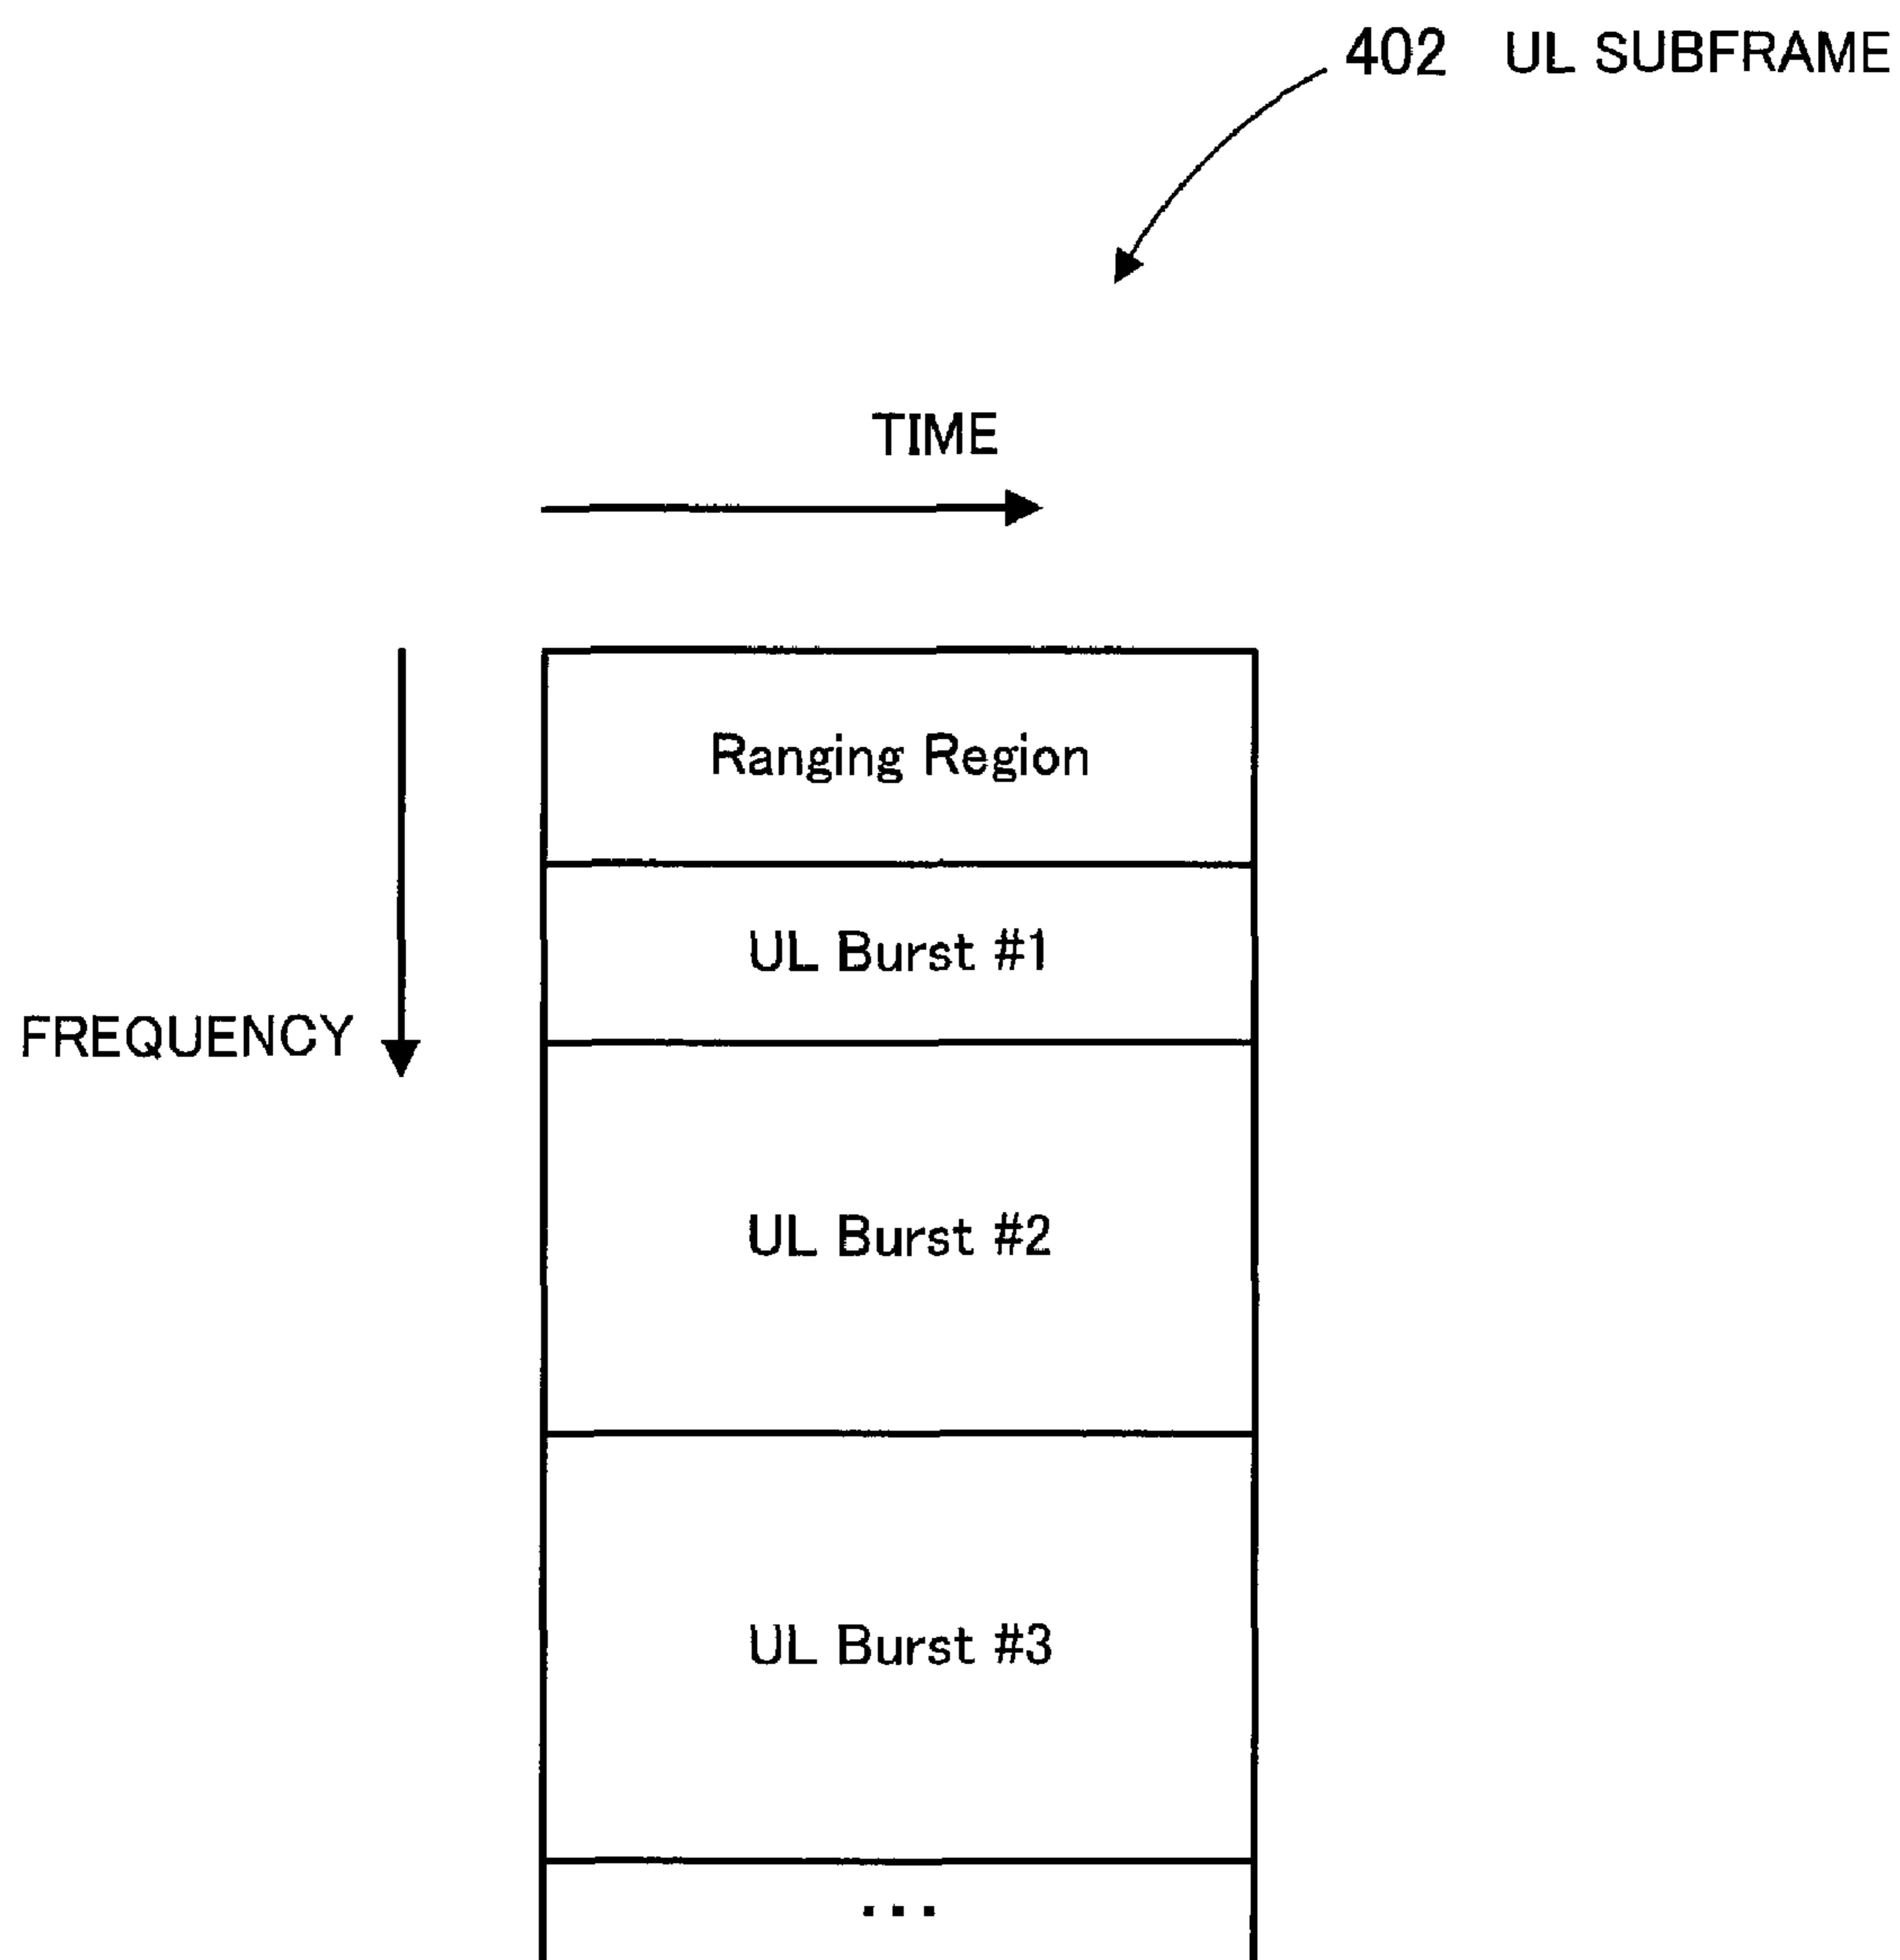 402 UL SUBFRAME
TIME
FREQUENCY
Ranging Region
UL Burst #1
UL Burst #2
UL Burst #3
...